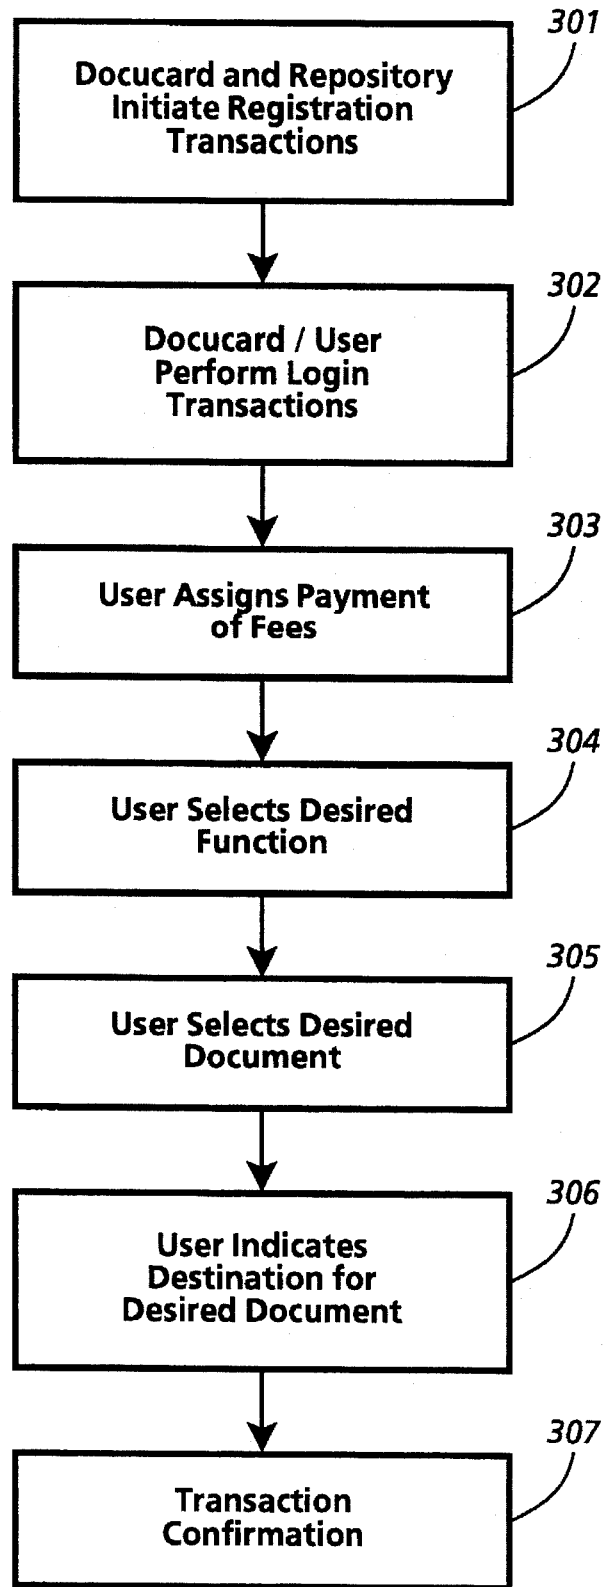 301
Docucard and Repository
Initiate Registration
Transactions
302
Docucard / User
Perform Login
Transactions
303
User Assigns Payment
of Fees
304
User Selects Desired
Function
305
User Selects Desired
Document
306
User Indicates
Destination for
Desired Document
307
Transaction
Confirmation